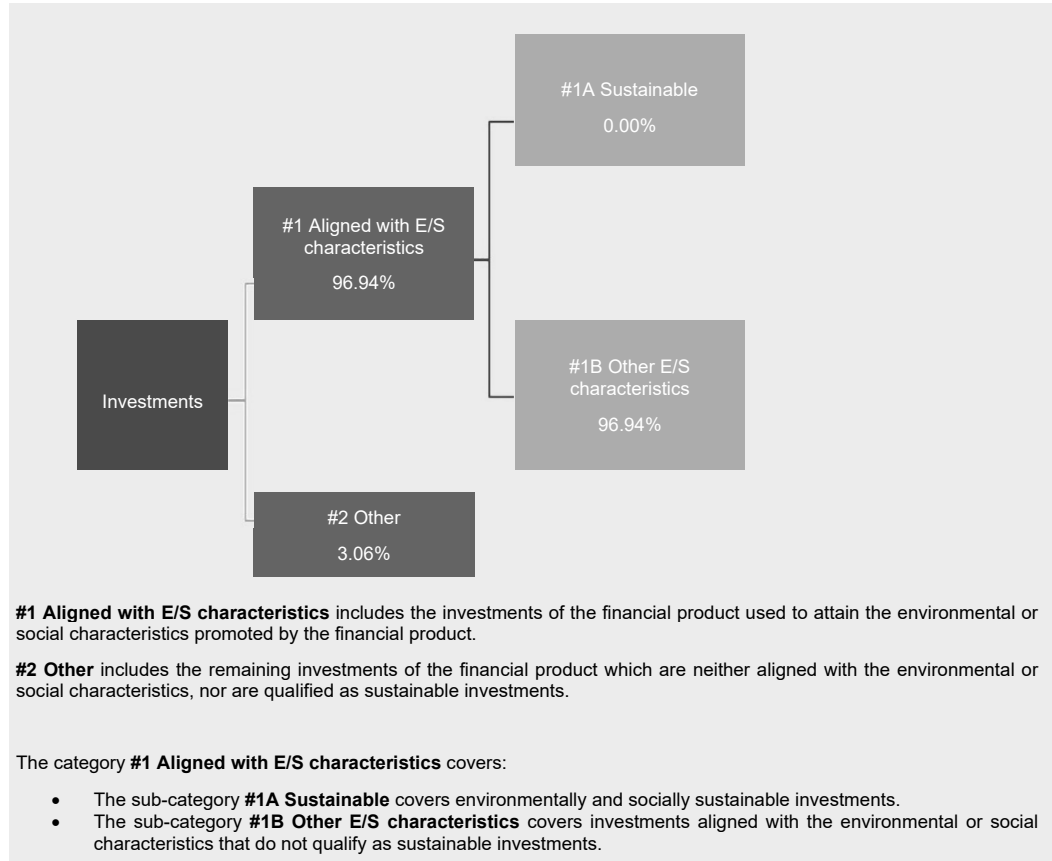 #1A Sustainable
0.00%
#1 Aligned with E/S
characteristics
96.94%
#1B Other E/S
characteristics
96.94%
Investments
#2 Other
3.06%
#1 Aligned with E/S characteristics includes the investments of the financial product used to attain the environmental or
social characteristics promoted by the financial product.
#2 Other includes the remaining investments of the financial product which are neither aligned with the environmental or
social characteristics, nor are qualified as sustainable investments.
The category #1 Aligned with E/S characteristics covers:
• The sub-category #1A Sustainable covers environmentally and socially sustainable investments.
• The sub-category #1B Other E/S characteristics covers investments aligned with the environmental or social
characteristics that do not qualify as sustainable investments.